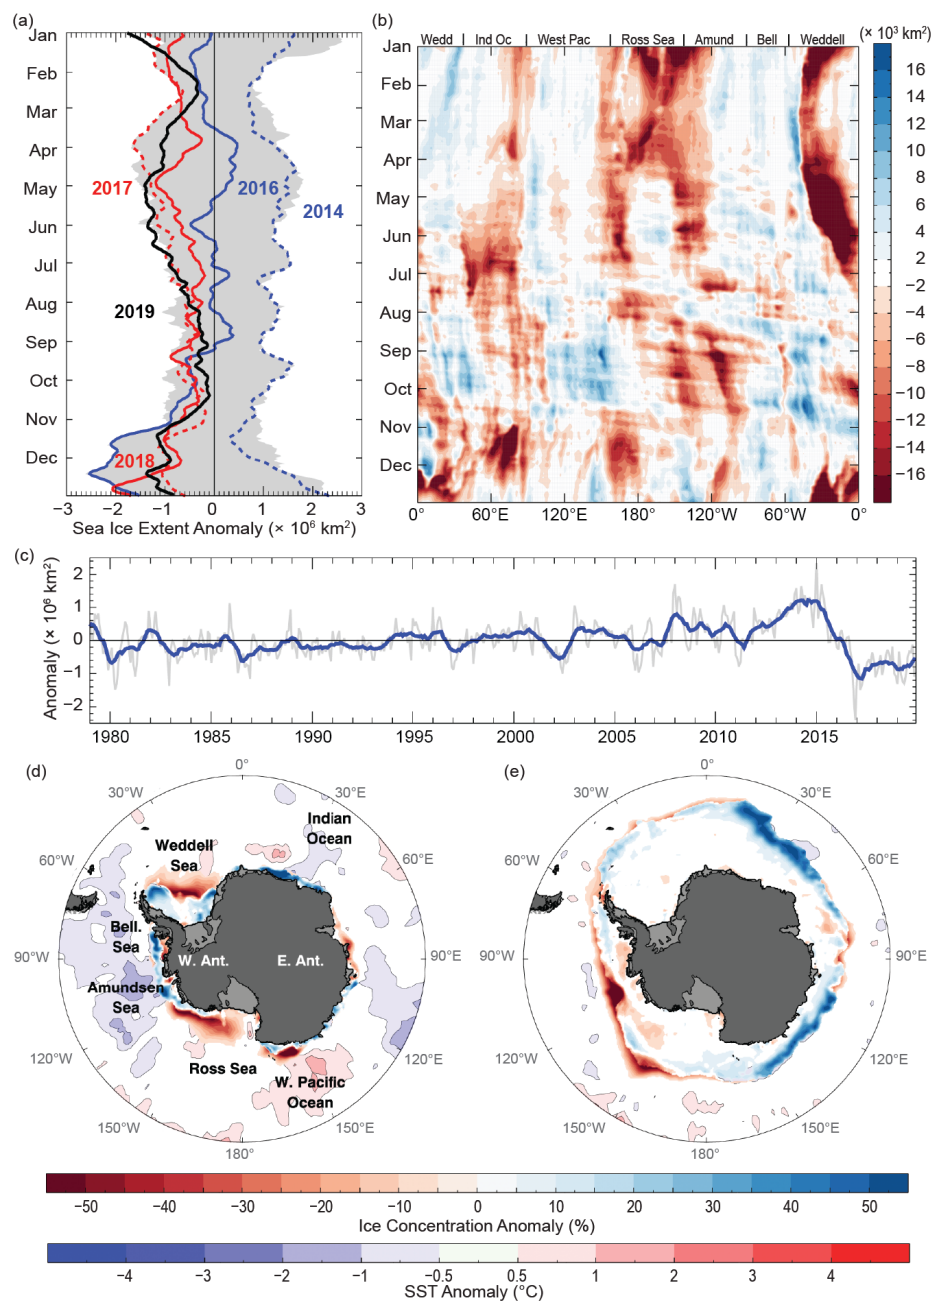 (a)
Jan
Feb
Mar
Apr
May
Jun
Jul
Aug
Sep
Oct
Nov
Dec
2017
2016
2014
2019
2018
−3 −2 −1 0 1 2 3
Sea Ice Extent Anomaly (× 10⁶ km²)
(b)
Wedd Ind Oc West Pac Ross Sea Amund Bell Weddell
Jan
Feb
Mar
Apr
May
Jun
Jul
Aug
Sep
Oct
Nov
Dec
0° 60°E 120°E 180° 120°W 60°W 0°
(× 10³ km²)
16
14
12
10
8
6
4
2
−2
−4
−6
−8
−10
−12
−14
−16
(c)
Anomaly (× 10⁶ km²)
2
1
0
−1
−2
1980 1985 1990 1995 2000 2005 2010 2015
(d)
0°
30°W 30°E
60°W 60°E
90°W 90°E
120°W 120°E
150°W 150°E
180°
Indian
Ocean
Weddell
Sea
Bell.
Sea
W. Ant. E. Ant.
Amundsen
Sea
Ross Sea
W. Pacific
Ocean
(e)
0°
30°W 30°E
60°W 60°E
90°W 90°E
120°W 120°E
150°W 150°E
180°
−50 −40 −30 −20 −10 0 10 20 30 40 50
Ice Concentration Anomaly (%)
−4 −3 −2 −1 −0.5 0.5 1 2 3 4
SST Anomaly (°C)